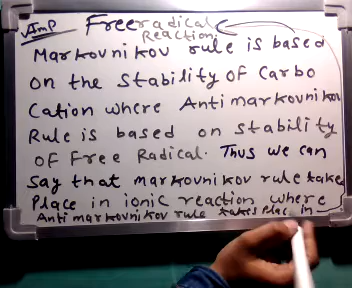 Imp Free radical
Reaction
Markovnikov rule is based
on the stability of Carbo
Cation where Antimarkovnikov
Rule is based on stability
of Free Radical. Thus we can
say that markovnikov rule take
Place in ionic reaction where
Antimarkovnikov rule takes Plac in